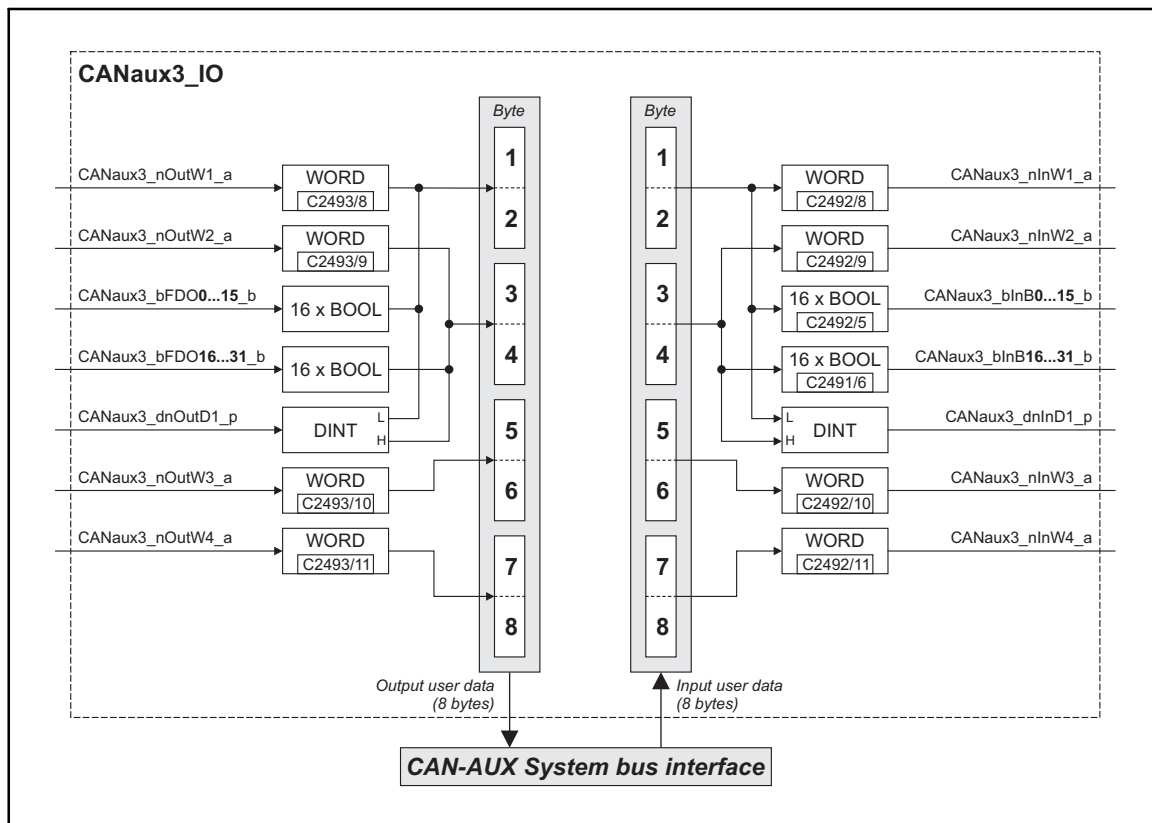 CANaux3_IO
Byte
1
2
3
4
5
6
7
8
CANaux3_nOutW1_a
WORD
C2493/8
CANaux3_nOutW2_a
WORD
C2493/9
CANaux3_bFDO0...15_b
16 x BOOL
CANaux3_bFDO16...31_b
16 x BOOL
CANaux3_dnOutD1_p
DINT
L
H
CANaux3_nOutW3_a
WORD
C2493/10
CANaux3_nOutW4_a
WORD
C2493/11
Output user data
(8 bytes)
Byte
1
2
3
4
5
6
7
8
WORD
C2492/8
CANaux3_nInW1_a
WORD
C2492/9
CANaux3_nInW2_a
16 x BOOL
C2492/5
CANaux3_bInB0...15_b
16 x BOOL
C2491/6
CANaux3_bInB16...31_b
L
H
DINT
CANaux3_dnInD1_p
WORD
C2492/10
CANaux3_nInW3_a
WORD
C2492/11
CANaux3_nInW4_a
Input user data
(8 bytes)
CAN-AUX System bus interface